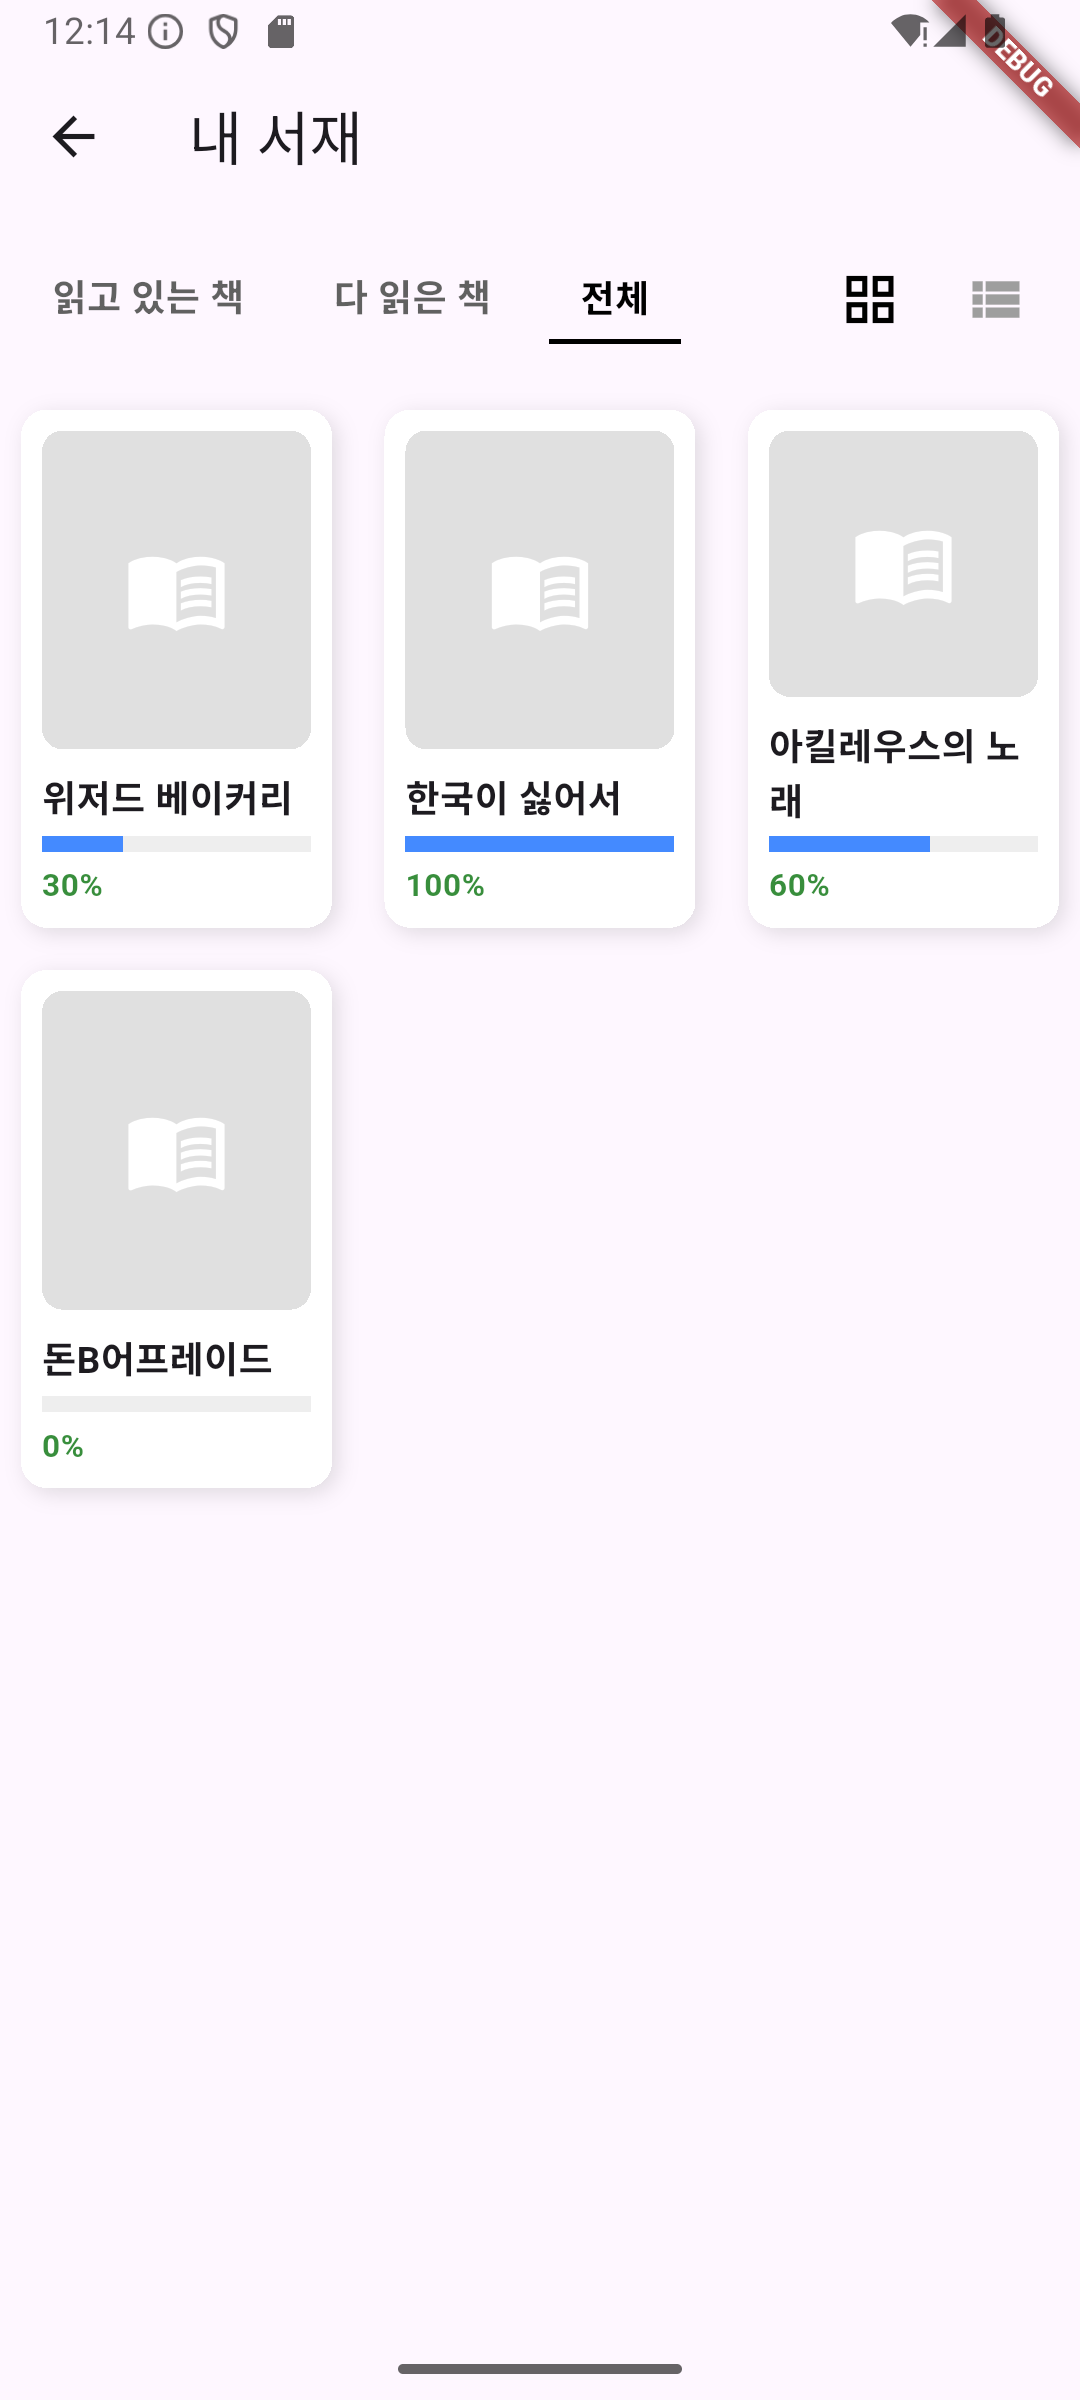 12:14
DEBUG
내 서재
읽고 있는 책
다 읽은 책
전체
위저드 베이커리
30%
한국이 싫어서
100%
아킬레우스의 노
래
60%
돈B어프레이드
0%